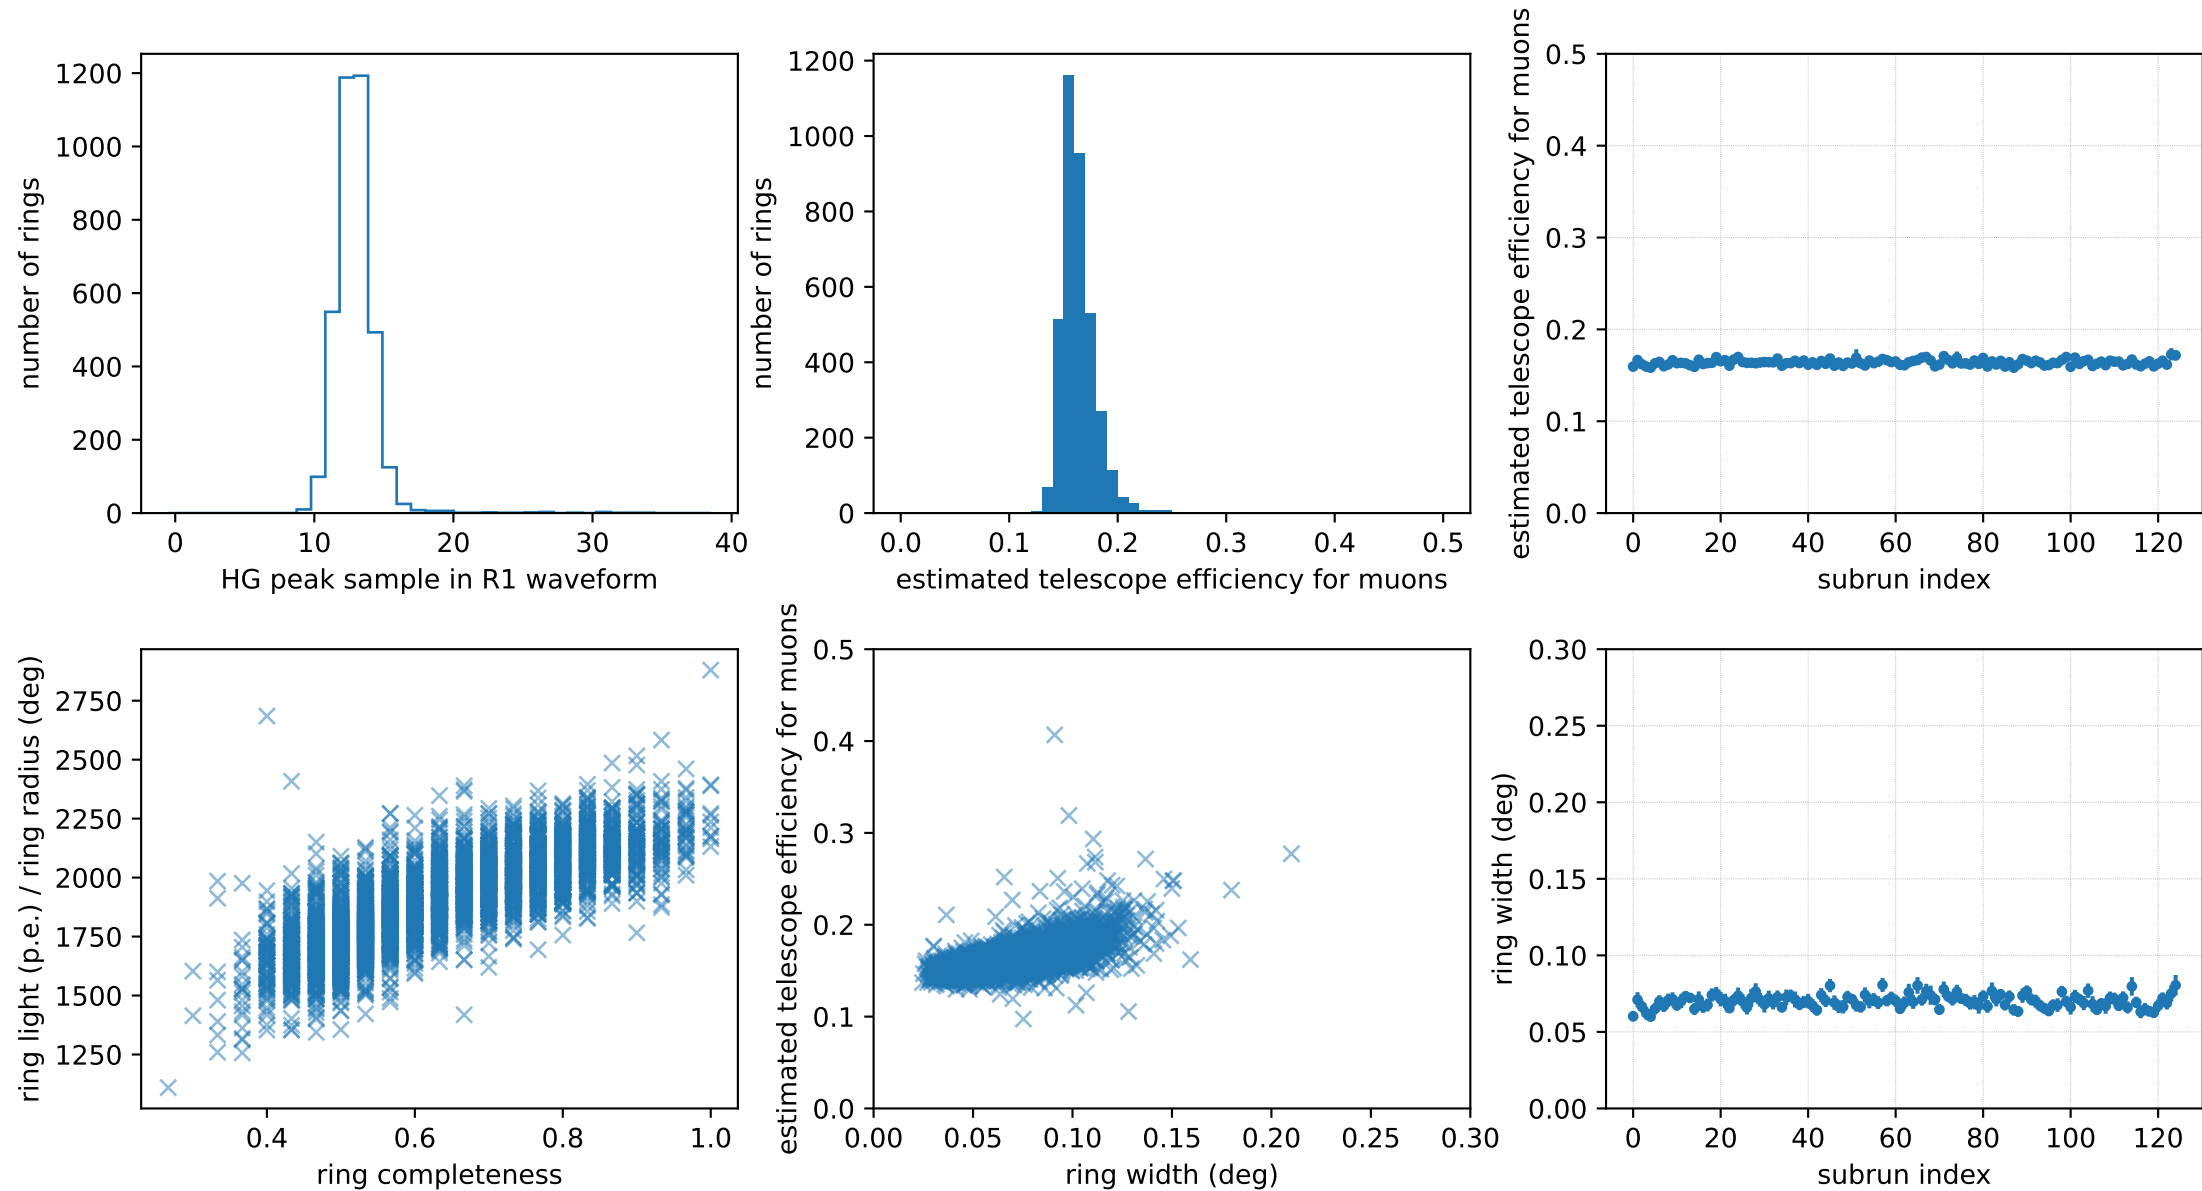 number of rings
1200
1000
800
600
400
200
0
0 10 20 30 40
HG peak sample in R1 waveform
number of rings
1200
1000
800
600
400
200
0
0.0 0.1 0.2 0.3 0.4 0.5
estimated telescope efficiency for muons
estimated telescope efficiency for muons
0.5
0.4
0.3
0.2
0.1
0.0
0 20 40 60 80 100 120
subrun index
ring light (p.e.) / ring radius (deg)
2750
2500
2250
2000
1750
1500
1250
0.4 0.6 0.8 1.0
ring completeness
estimated telescope efficiency for muons
0.5
0.4
0.3
0.2
0.1
0.0
0.00 0.05 0.10 0.15 0.20 0.25 0.30
ring width (deg)
ring width (deg)
0.30
0.25
0.20
0.15
0.10
0.05
0.00
0 20 40 60 80 100 120
subrun index